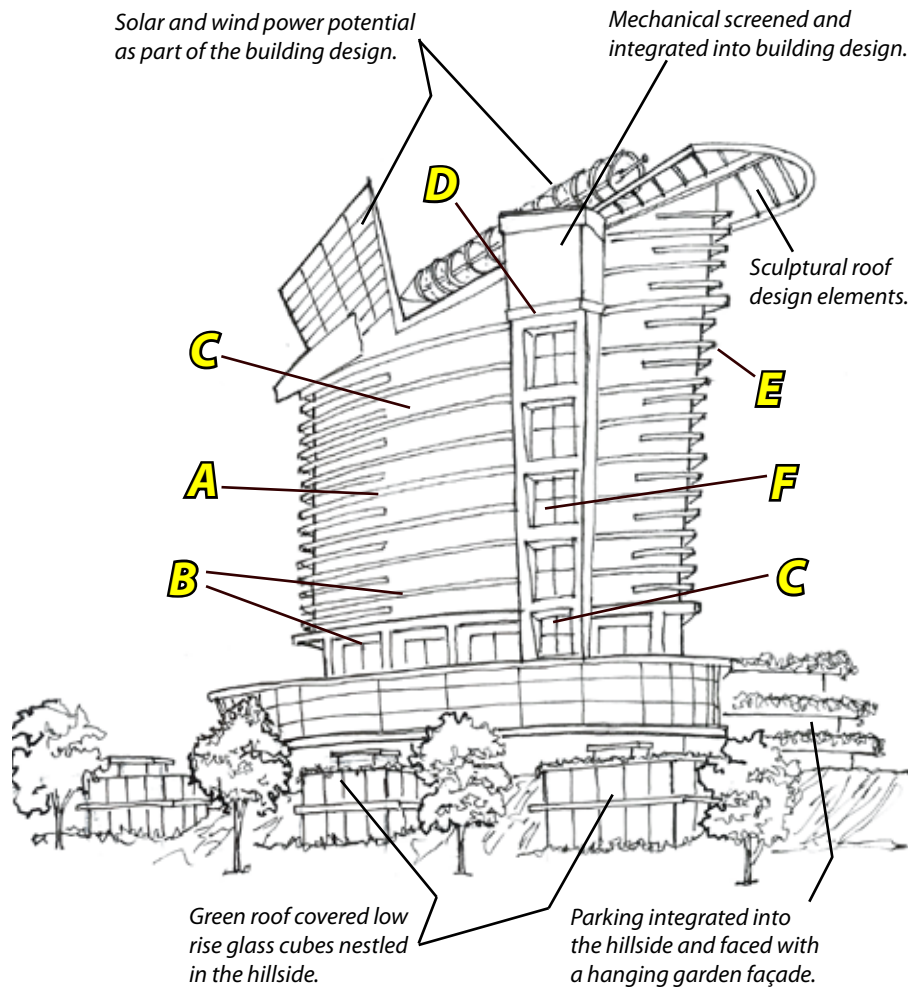 Solar and wind power potential
as part of the building design.
Mechanical screened and
integrated into building design.
D
Sculptural roof
design elements.
C
E
A
F
B
C
Green roof covered low
rise glass cubes nestled
in the hillside.
Parking integrated into
the hillside and faced with
a hanging garden façade.